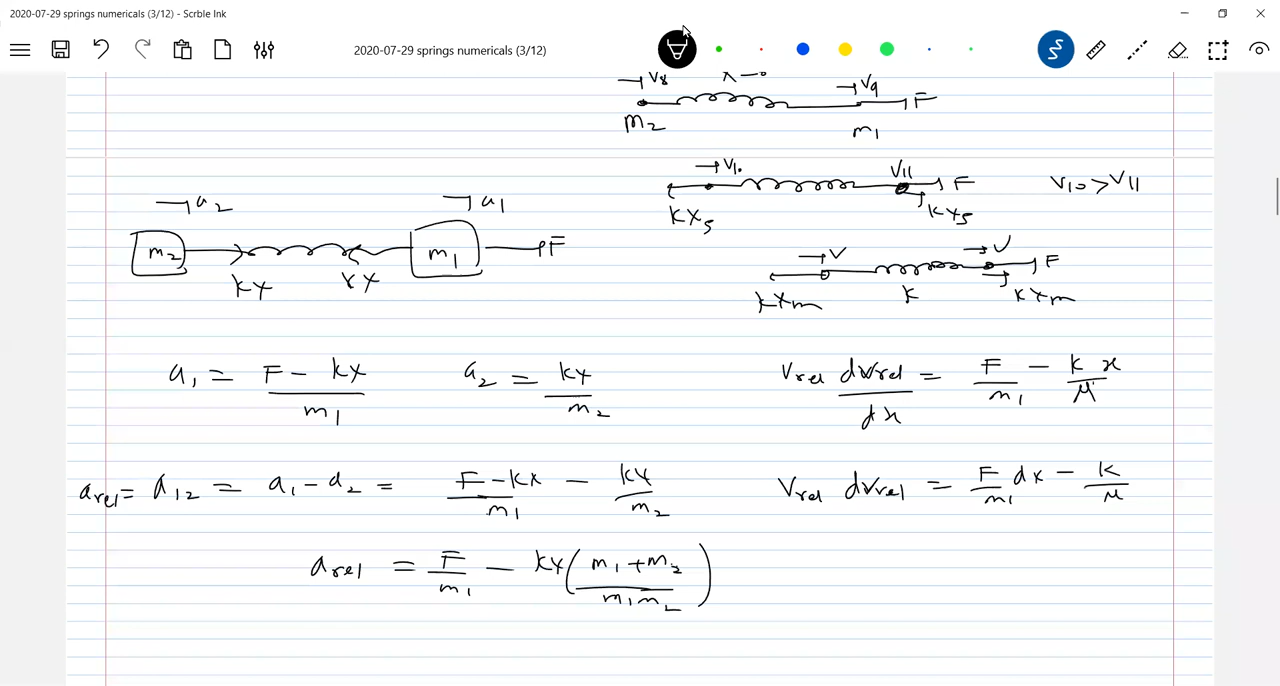 2020-07-29 springs numericals (3/12) - Scrble Ink
2020-07-29 springs numericals (3/12)
V8 V9 F
m2 m1
V10 V11 F V10 > V11
kx5 kx5
a2 a1
m2 m1 F
kx kx
V V F
kxm k kxm
a1 = (F - kx)/m1 a2 = kx/m2 Vrel dVrel/dx = F/m1 - k x/μ
arel = a12 = a1 - a2 = (F - kx)/m1 - kx/m2 Vrel dVrel = F/m1 dx - k/μ
arel = F/m1 - kx((m1 + m2)/(m1m2))